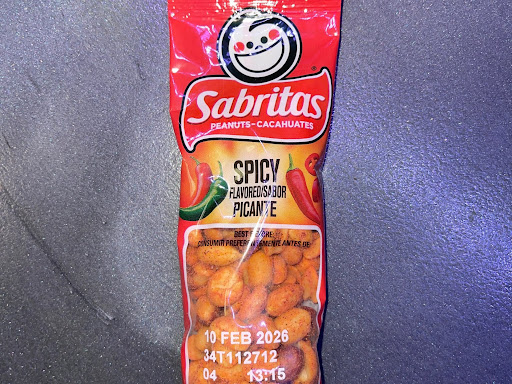 Sabritas
®
PEANUTS-CACAHUATES
SPICY
FLAVORED/SABOR
PICANTE
BEST BEFORE:
CONSUMIR PREFERENTEMENTE ANTES DE:
10 FEB 2026
34T112712
04 13:15